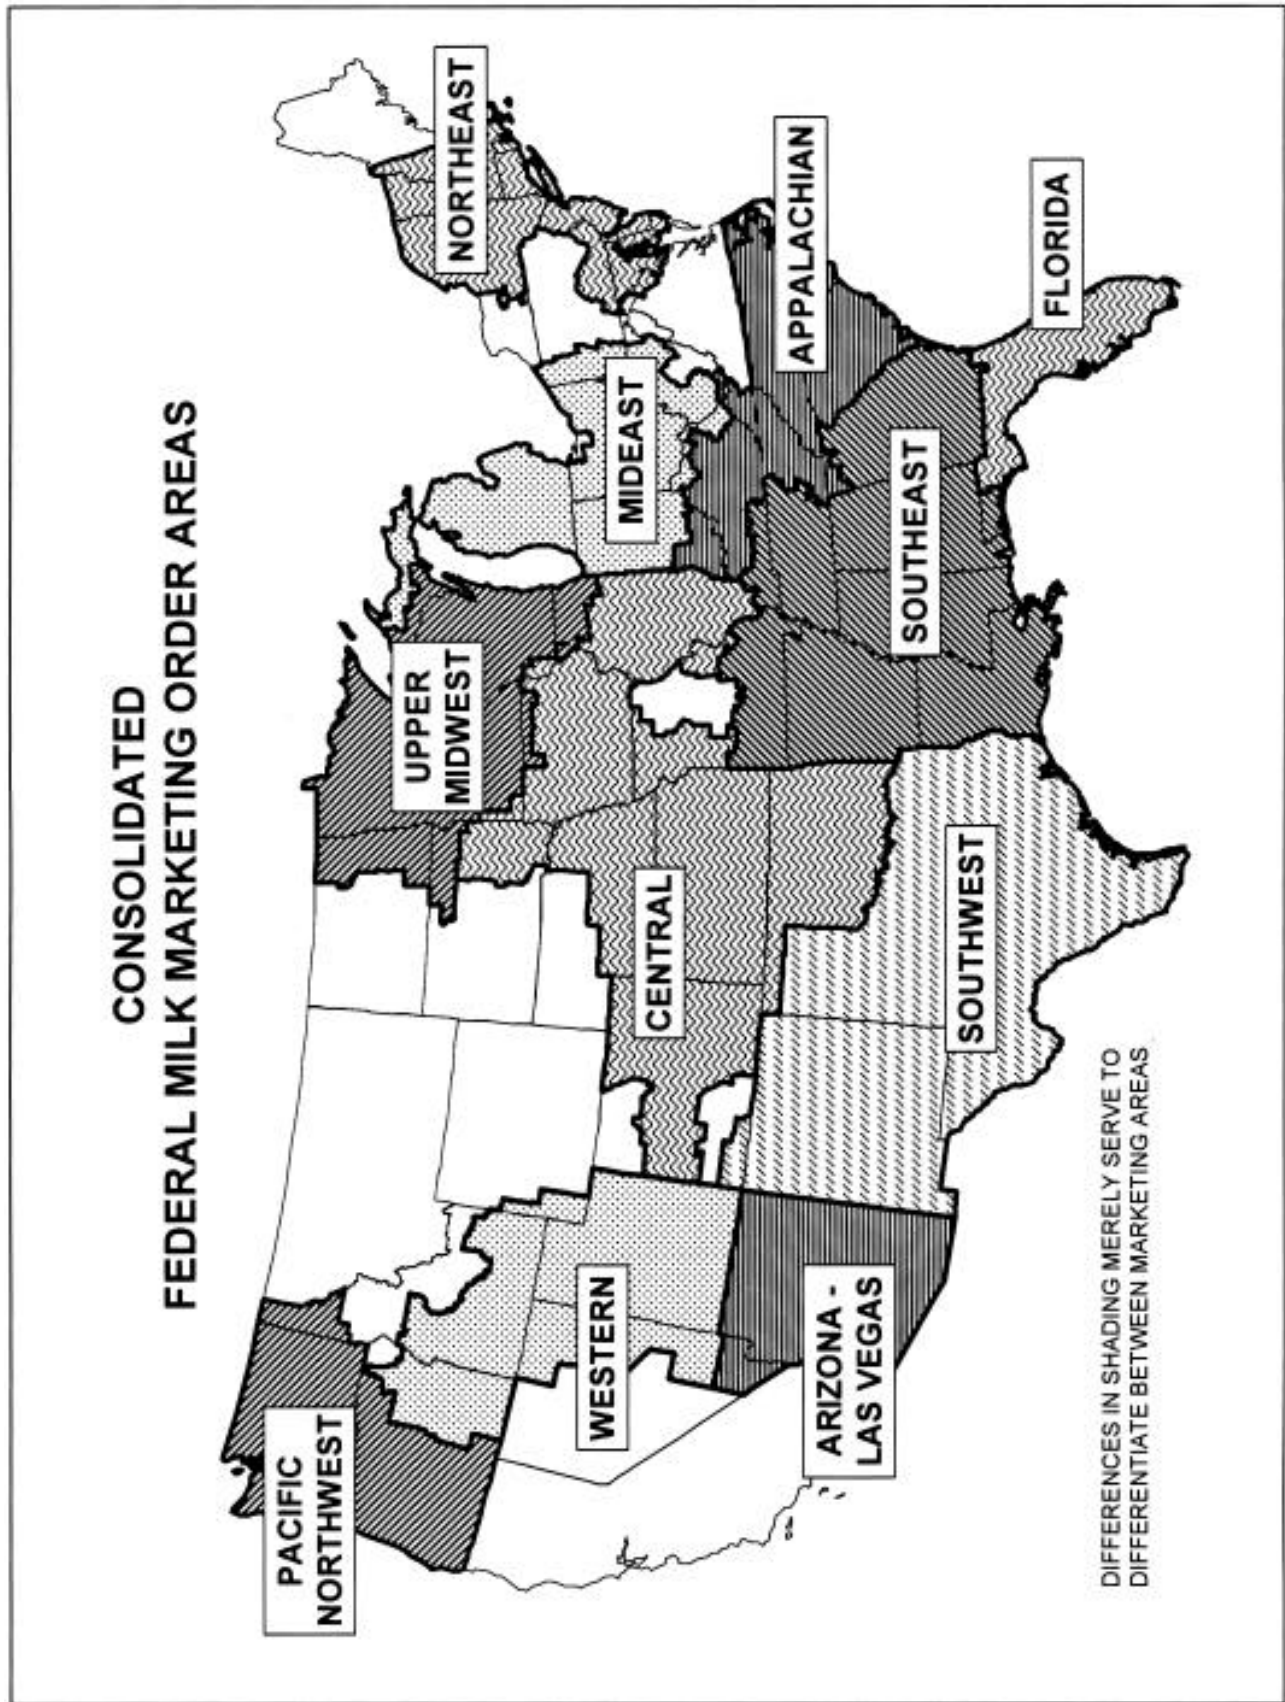 CONSOLIDATED
FEDERAL MILK MARKETING ORDER AREAS
PACIFIC
NORTHWEST
UPPER
MIDWEST
NORTHEAST
WESTERN
CENTRAL
MIDEAST
ARIZONA -
LAS VEGAS
APPALACHIAN
SOUTHWEST
SOUTHEAST
FLORIDA
DIFFERENCES IN SHADING MERELY SERVE TO
DIFFERENTIATE BETWEEN MARKETING AREAS